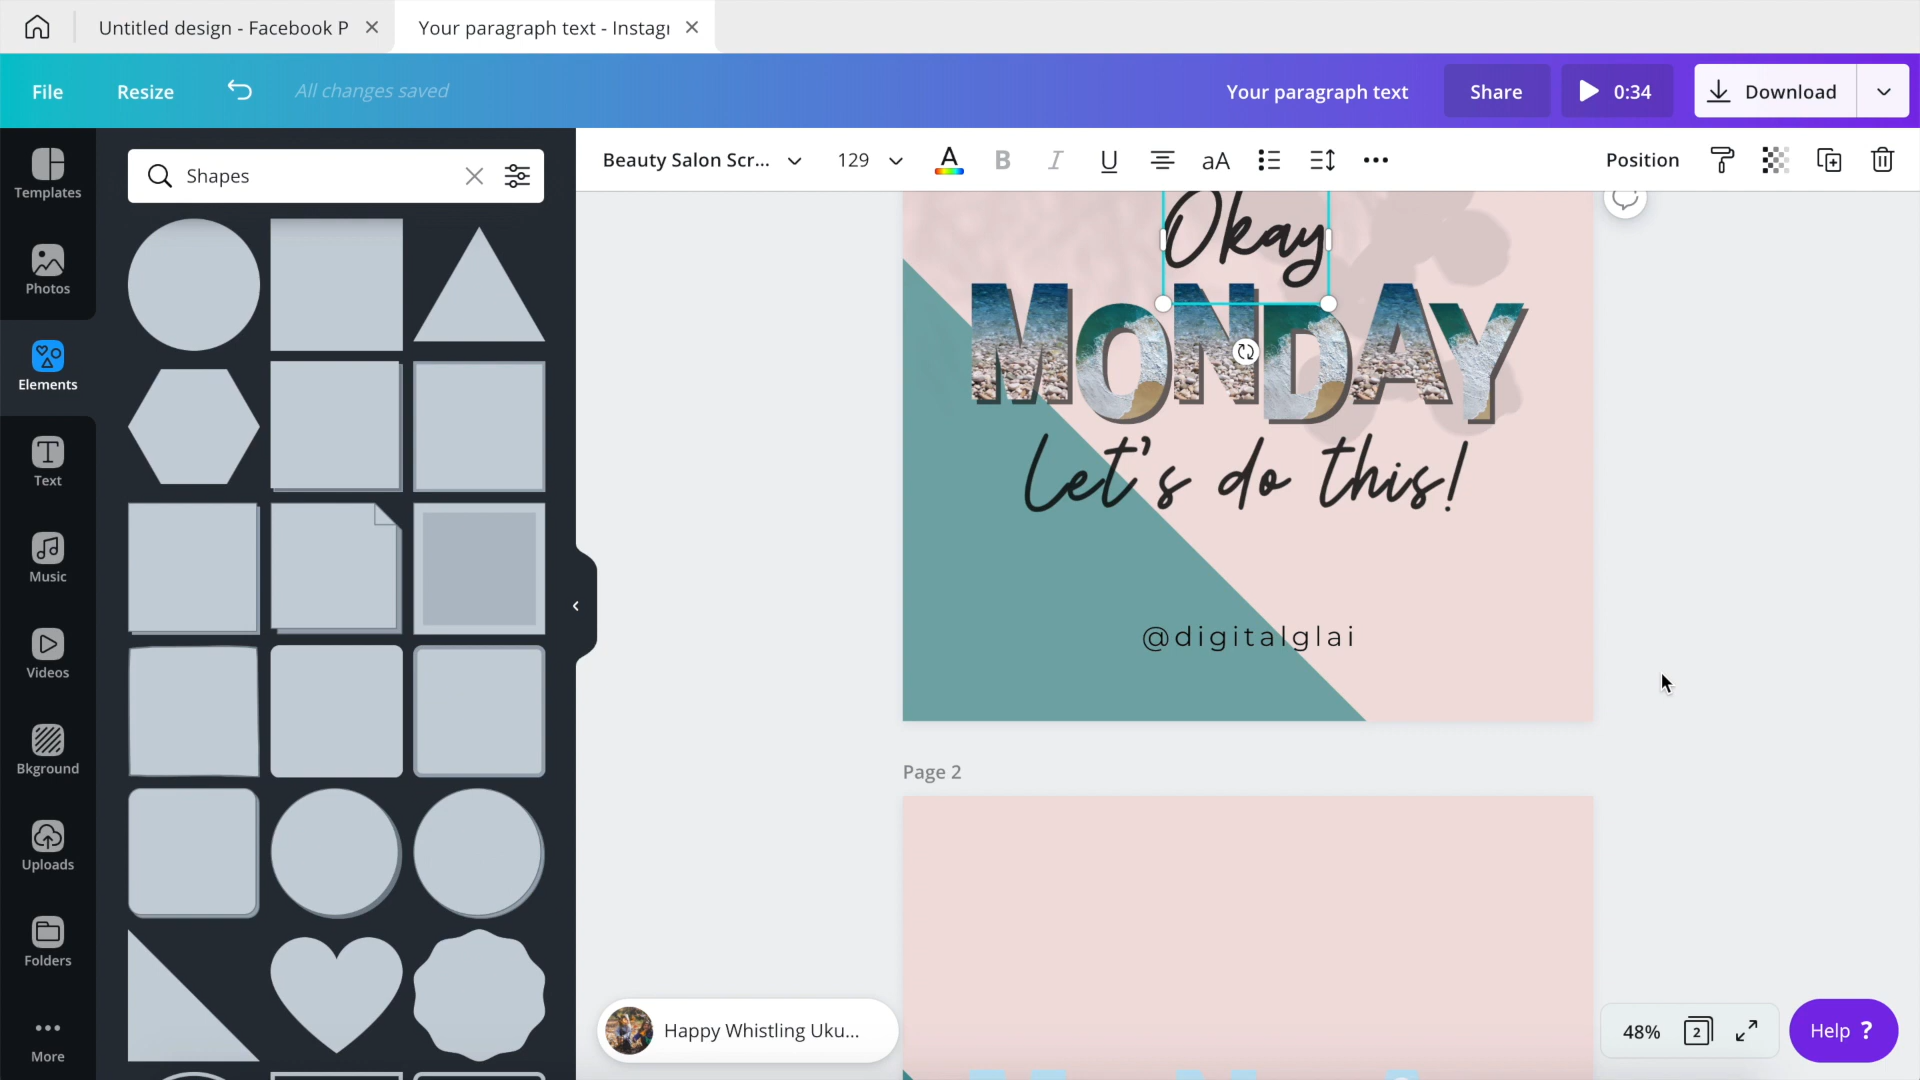 Untitled design - Facebook P
Your paragraph text - Instagr
File
Resize
All changes saved
Your paragraph text
Share
0:34
Download
Templates
Photos
Elements
Text
Music
Videos
Bkground
Uploads
Folders
More
Shapes
Beauty Salon Scr...
129
A
B
I
U
aA
Position
Okay
MONDAY
Let's do this!
@digitalglai
Page 2
Happy Whistling Uku...
48%
2
Help ?